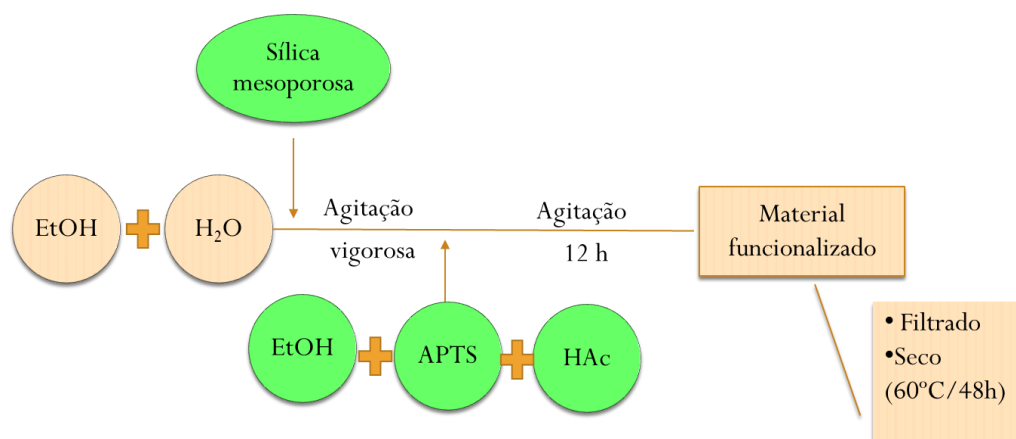 Sílica
mesoporosa
EtOH
H₂O
Agitação
vigorosa
Agitação
12 h
Material
funcionalizado
EtOH
APTS
HAc
• Filtrado
•Seco
(60ºC/48h)